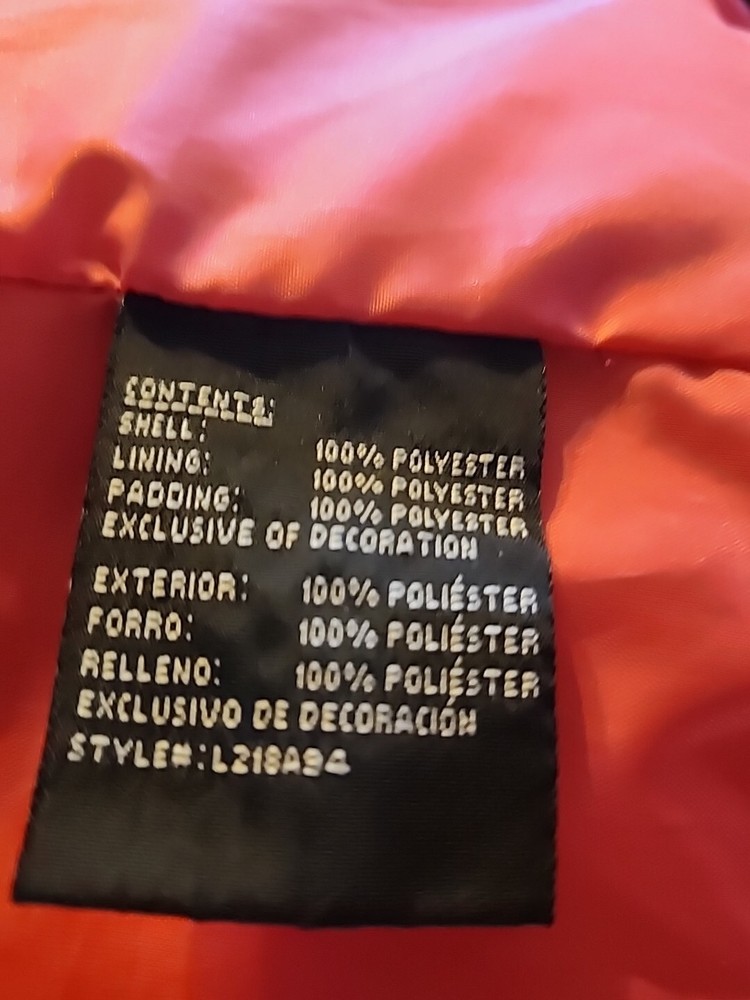 CONTENTS:
SHELL: 100% POLYESTER
LINING: 100% POLYESTER
PADDING: 100% POLYESTER
EXCLUSIVE OF DECORATION
EXTERIOR: 100% POLIÉSTER
FORRO: 100% POLIÉSTER
RELLENO: 100% POLIÉSTER
EXCLUSIVO DE DECORACIÓN
STYLE#:L218A94